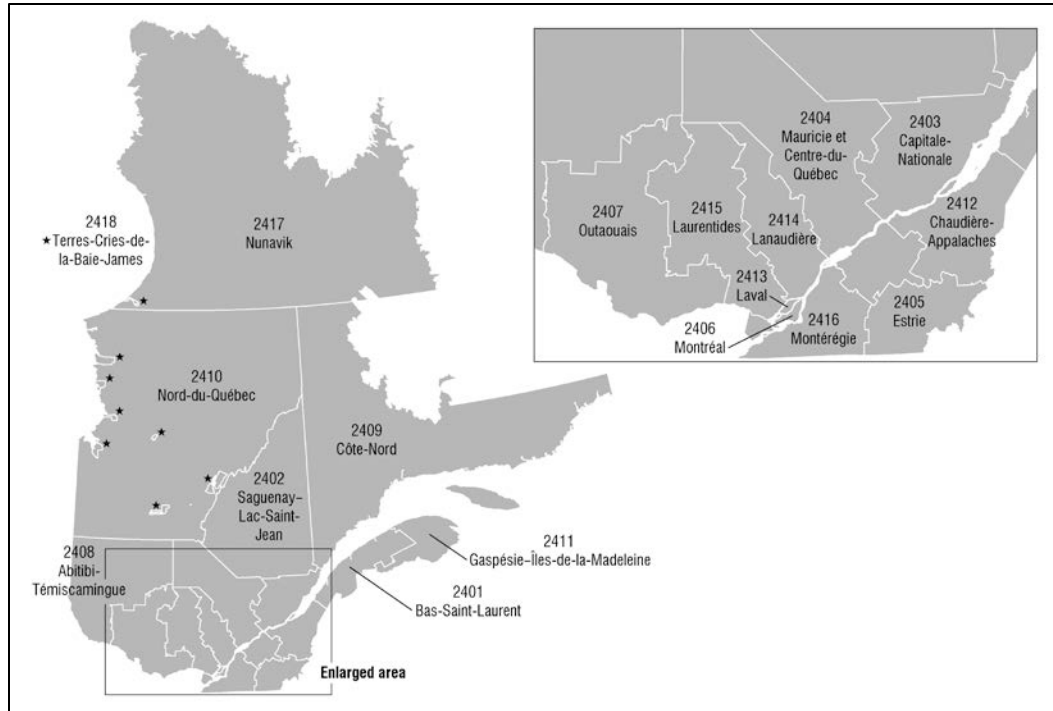 2418
★Terres-Cries-de-
la-Baie-James
2417
Nunavik
2410
Nord-du-Québec
2409
Côte-Nord
2402
Saguenay–
Lac-Saint-
Jean
2408
Abitibi-
Témiscamingue
2411
Gaspésie–Îles-de-la-Madeleine
2401
Bas-Saint-Laurent
Enlarged area
2404
Mauricie et
Centre-du-
Québec
2403
Capitale-
Nationale
2407
Outaouais
2415
Laurentides
2414
Lanaudière
2412
Chaudière-
Appalaches
2413
Laval
2405
Estrie
2406
Montréal
2416
Montérégie